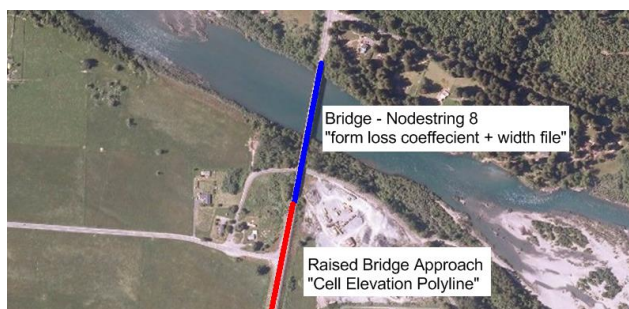 Bridge - Nodestring 8
"form loss coeffecient + width file"
Raised Bridge Approach
"Cell Elevation Polyline"